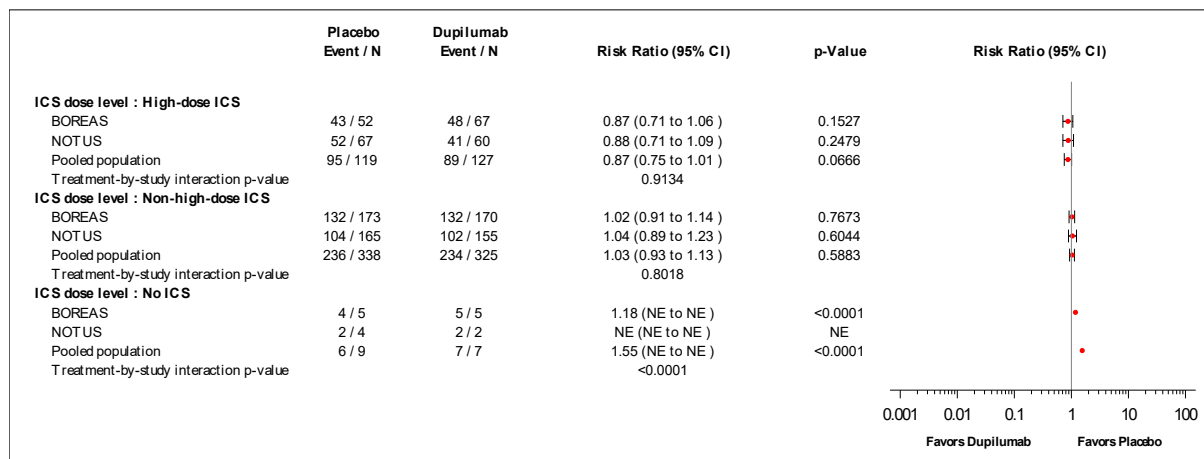 Placebo Dupilumab
Event / N Event / N Risk Ratio (95% CI) p-Value Risk Ratio (95% CI)
ICS dose level : High-dose ICS
BOREAS 43 / 52 48 / 67 0.87 (0.71 to 1.06 ) 0.1527
NOTUS 52 / 67 41 / 60 0.88 (0.71 to 1.09 ) 0.2479
Pooled population 95 / 119 89 / 127 0.87 (0.75 to 1.01 ) 0.0666
Treatment-by-study interaction p-value 0.9134
ICS dose level : Non-high-dose ICS
BOREAS 132 / 173 132 / 170 1.02 (0.91 to 1.14 ) 0.7673
NOTUS 104 / 165 102 / 155 1.04 (0.89 to 1.23 ) 0.6044
Pooled population 236 / 338 234 / 325 1.03 (0.93 to 1.13 ) 0.5883
Treatment-by-study interaction p-value 0.8018
ICS dose level : No ICS
BOREAS 4 / 5 5 / 5 1.18 (NE to NE ) <0.0001
NOTUS 2 / 4 2 / 2 NE (NE to NE ) NE
Pooled population 6 / 9 7 / 7 1.55 (NE to NE ) <0.0001
Treatment-by-study interaction p-value <0.0001
0.001 0.01 0.1 1 10 100
Favors Dupilumab Favors Placebo